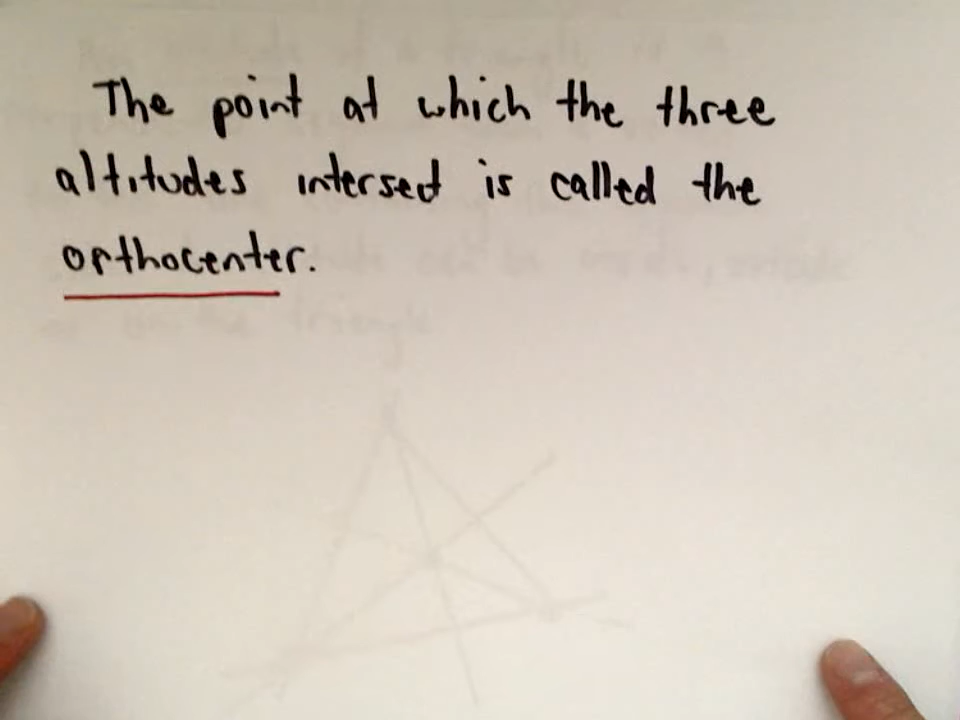 The point at which the three
altitudes intersect is called the
orthocenter.